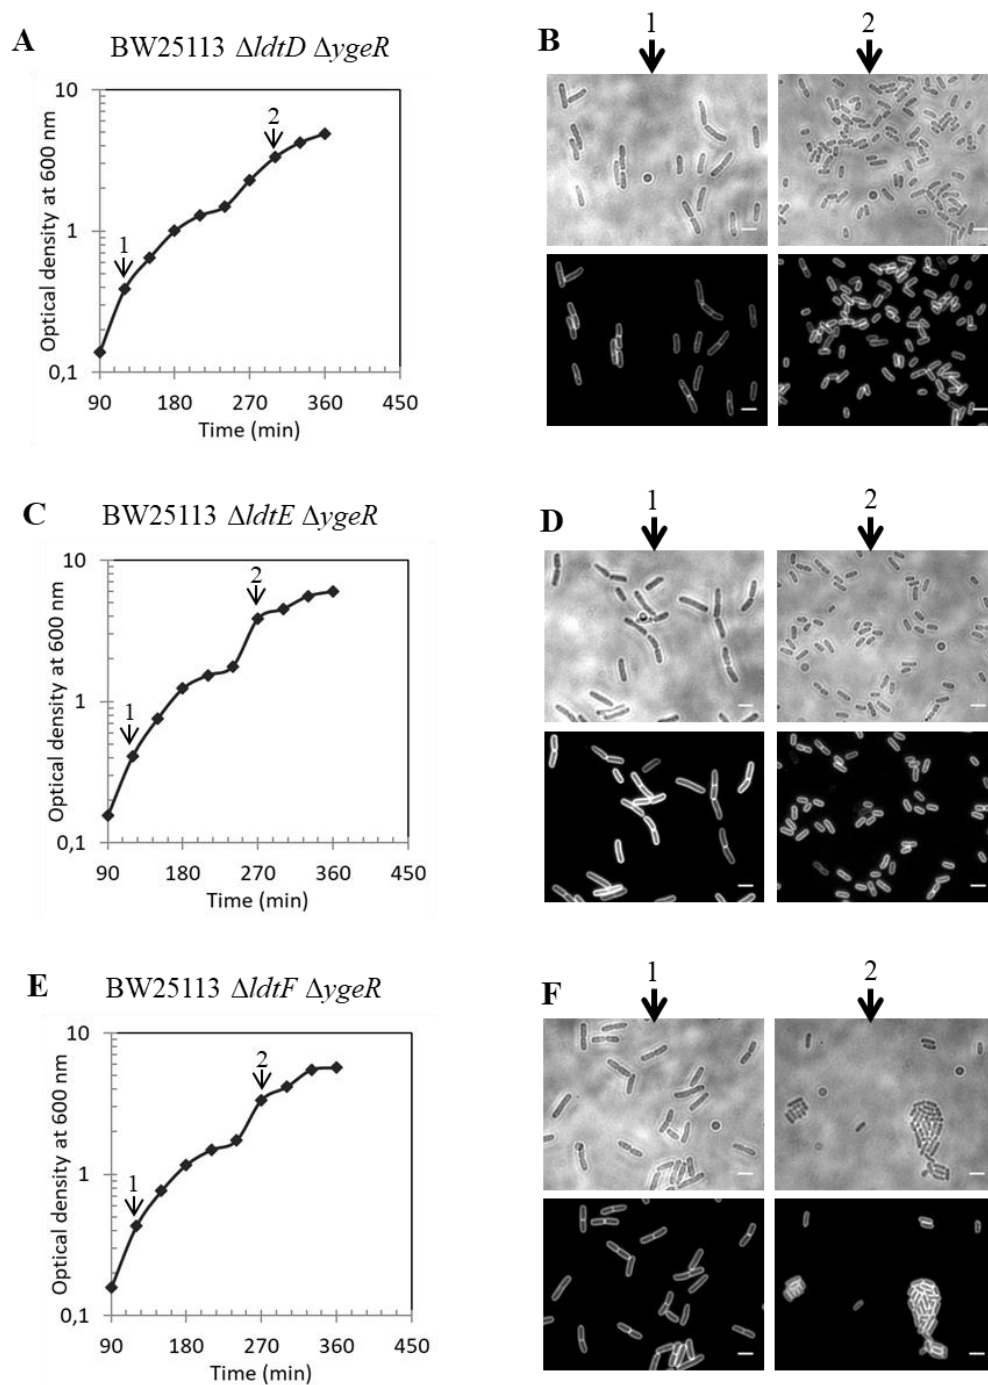 A
BW25113 ΔldtD ΔygeR
10
1
0,1
Optical density at 600 nm
1
2
90 180 270 360 450
Time (min)
B
1 2
C
BW25113 ΔldtE ΔygeR
10
1
0,1
Optical density at 600 nm
1
2
90 180 270 360 450
Time (min)
D
1 2
E
BW25113 ΔldtF ΔygeR
10
1
0,1
Optical density at 600 nm
1
2
90 180 270 360 450
Time (min)
F
1 2